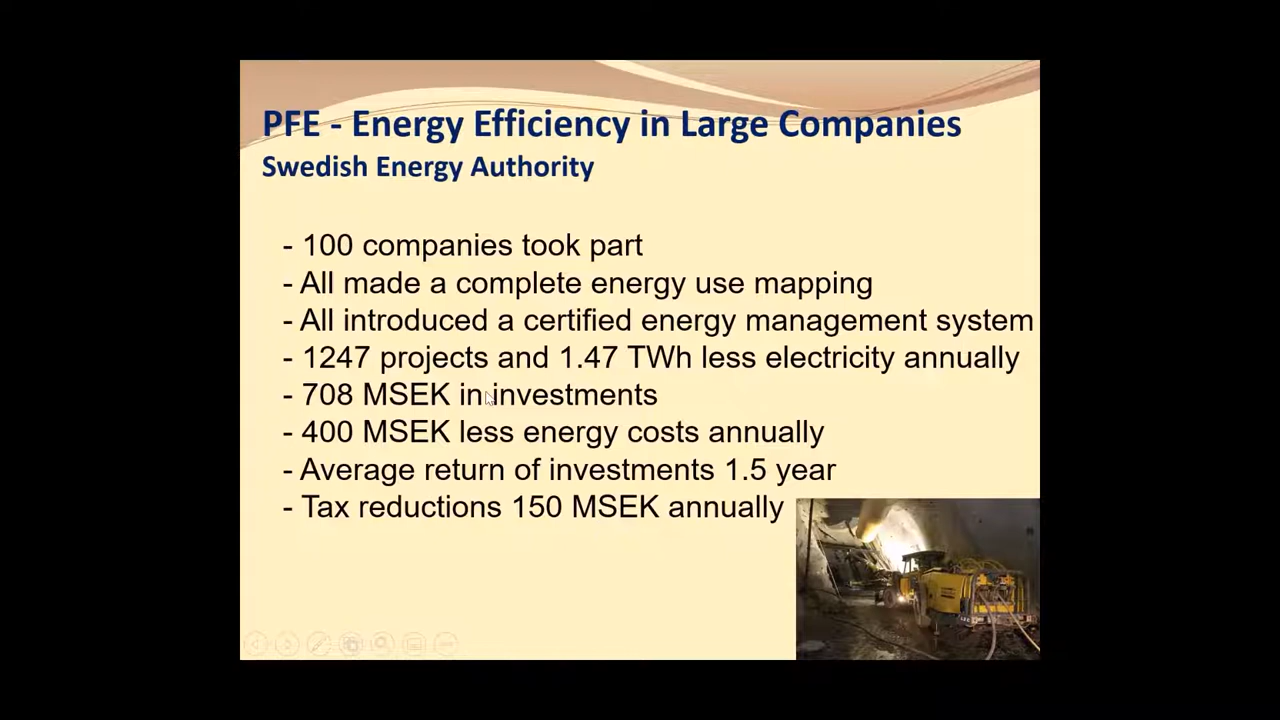 PFE - Energy Efficiency in Large Companies
Swedish Energy Authority
- 100 companies took part
- All made a complete energy use mapping
- All introduced a certified energy management system
- 1247 projects and 1.47 TWh less electricity annually
- 708 MSEK in investments
- 400 MSEK less energy costs annually
- Average return of investments 1.5 year
- Tax reductions 150 MSEK annually